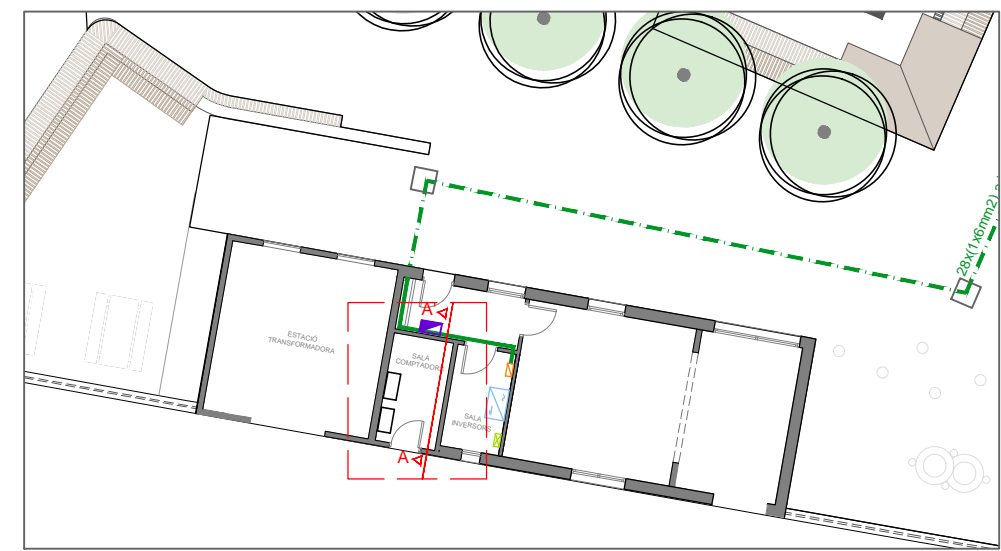 28x(1x6mm2)
A
ESTACIÓ
TRANSFORMADORA
SALA
COMPTADORS
SALA
INVERSORS
A